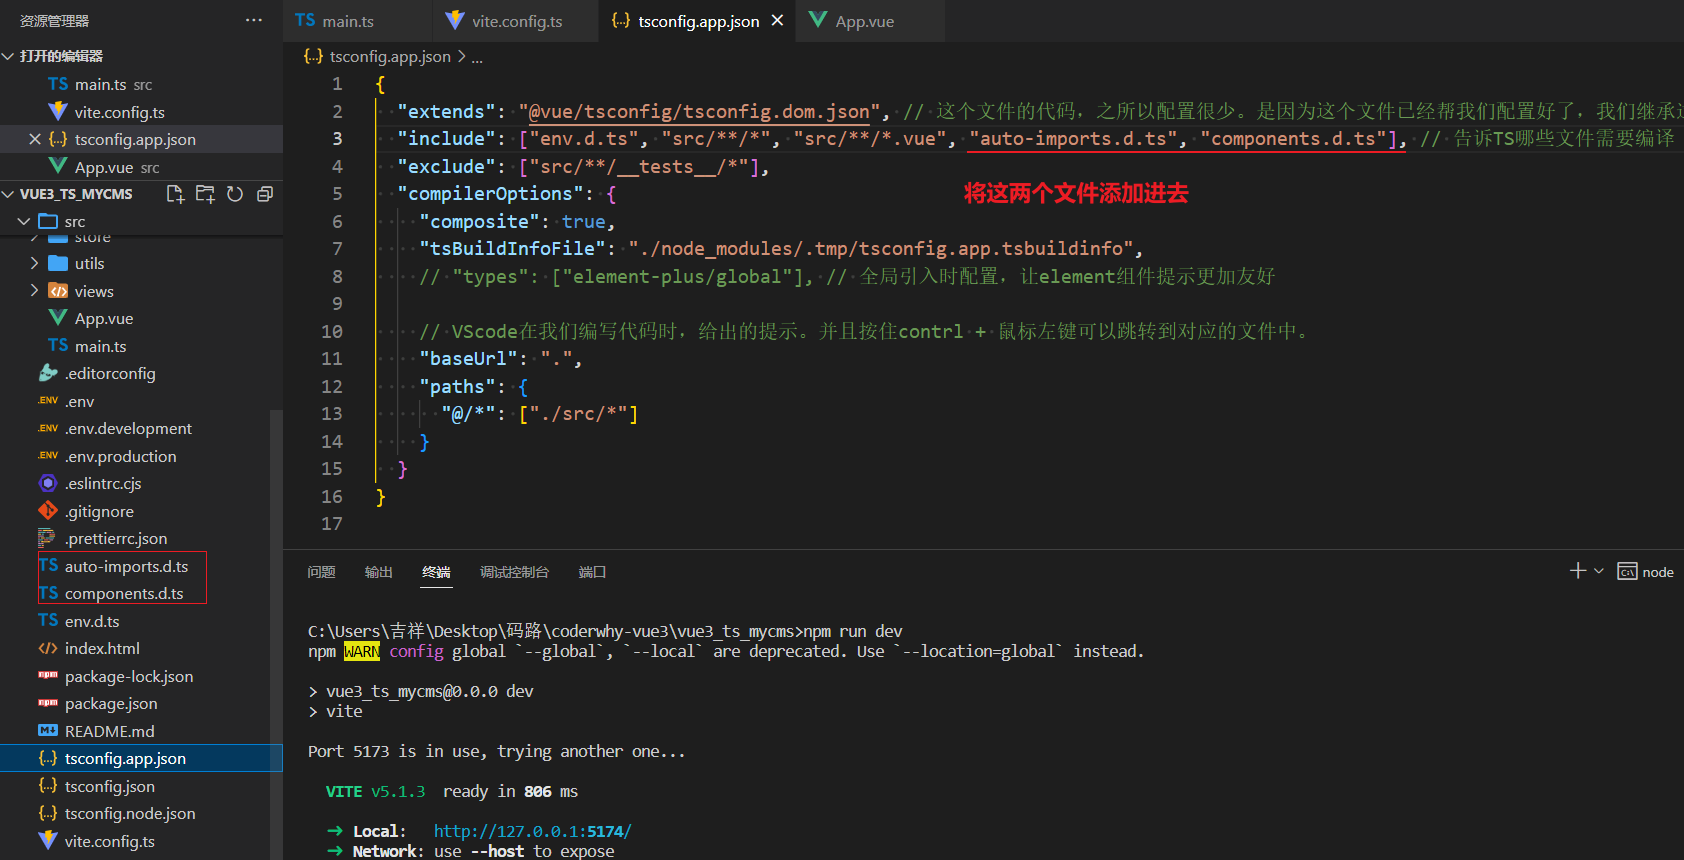 资源管理器 ···
打开的编辑器
TS main.ts src
vite.config.ts
{..} tsconfig.app.json
App.vue src
VUE3_TS_MYCMS
src
store
utils
views
App.vue
TS main.ts
.editorconfig
.ENV .env
.ENV .env.development
.ENV .env.production
.eslintrc.cjs
.gitignore
.prettierrc.json
TS auto-imports.d.ts
TS components.d.ts
TS env.d.ts
index.html
package-lock.json
package.json
README.md
{..} tsconfig.app.json
{..} tsconfig.json
{..} tsconfig.node.json
vite.config.ts
TS main.ts vite.config.ts {..} tsconfig.app.json App.vue
{..} tsconfig.app.json > ...
1 {
2 "extends": "@vue/tsconfig/tsconfig.dom.json", // 这个文件的代码，之所以配置很少。是因为这个文件已经帮我们配置好了，我们继承
3 "include": ["env.d.ts", "src/**/*", "src/**/*.vue", "auto-imports.d.ts", "components.d.ts"], // 告诉TS哪些文件需要编译
4 "exclude": ["src/**/__tests__/*"],
5 "compilerOptions": {
将这两个文件添加进去
6 "composite": true,
7 "tsBuildInfoFile": "./node_modules/.tmp/tsconfig.app.tsbuildinfo",
8 // "types": ["element-plus/global"], // 全局引入时配置，让element组件提示更加友好
9
10 // VScode在我们编写代码时，给出的提示。并且按住contrl + 鼠标左键可以跳转到对应的文件中。
11 "baseUrl": ".",
12 "paths": {
13 "@/*": ["./src/*"]
14 }
15 }
16 }
17
问题 输出 终端 调试控制台 端口 node
C:\Users\吉祥\Desktop\码路\coderwhy-vue3\vue3_ts_mycms>npm run dev
npm WARN config global `--global`, `--local` are deprecated. Use `--location=global` instead.
> vue3_ts_mycms@0.0.0 dev
> vite
Port 5173 is in use, trying another one...
VITE v5.1.3 ready in 806 ms
➜ Local: http://127.0.0.1:5174/
➜ Network: use --host to expose